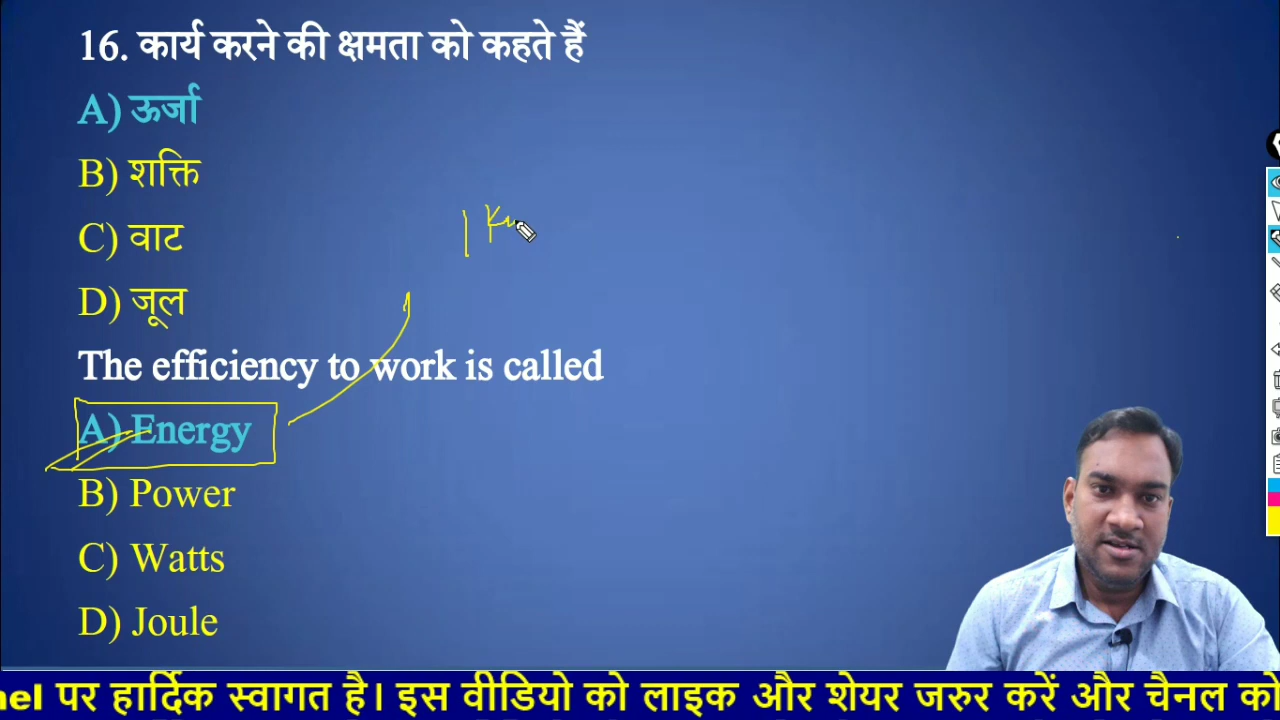 16. कार्य करने की क्षमता को कहते हैं
A) ऊर्जा
B) शक्ति
C) वाट
D) जूल
1 K
The efficiency to work is called
A) Energy
B) Power
C) Watts
D) Joule
nel पर हार्दिक स्वागत है। इस वीडियो को लाइक और शेयर जरुर करें और चैनल को